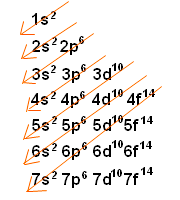 1s²
2s² 2p⁶
3s² 3p⁶ 3d¹⁰
4s² 4p⁶ 4d¹⁰ 4f¹⁴
5s² 5p⁶ 5d¹⁰ 5f¹⁴
6s² 6p⁶ 6d¹⁰ 6f¹⁴
7s² 7p⁶ 7d¹⁰ 7f¹⁴